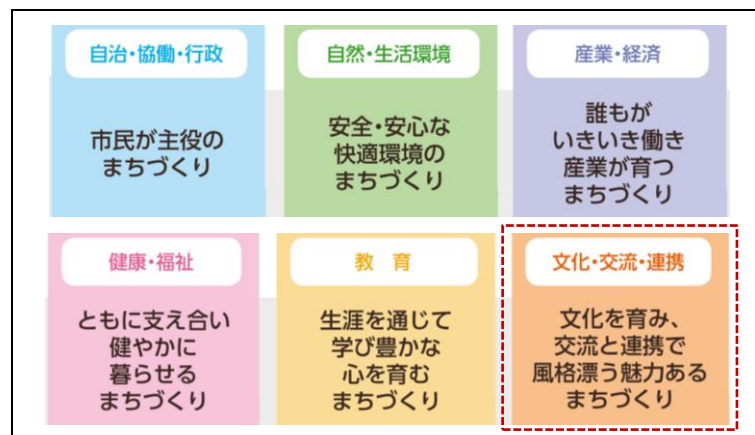 自治・協働・行政
市民が主役の
まちづくり
自然・生活環境
安全・安心な
快適環境の
まちづくり
産業・経済
誰もが
いきいき働き
産業が育つ
まちづくり
健康・福祉
ともに支え合い
健やかに
暮らせる
まちづくり
教 育
生涯を通じて
学び豊かな
心を育む
まちづくり
文化・交流・連携
文化を育み、
交流と連携で
風格漂う魅力ある
まちづくり